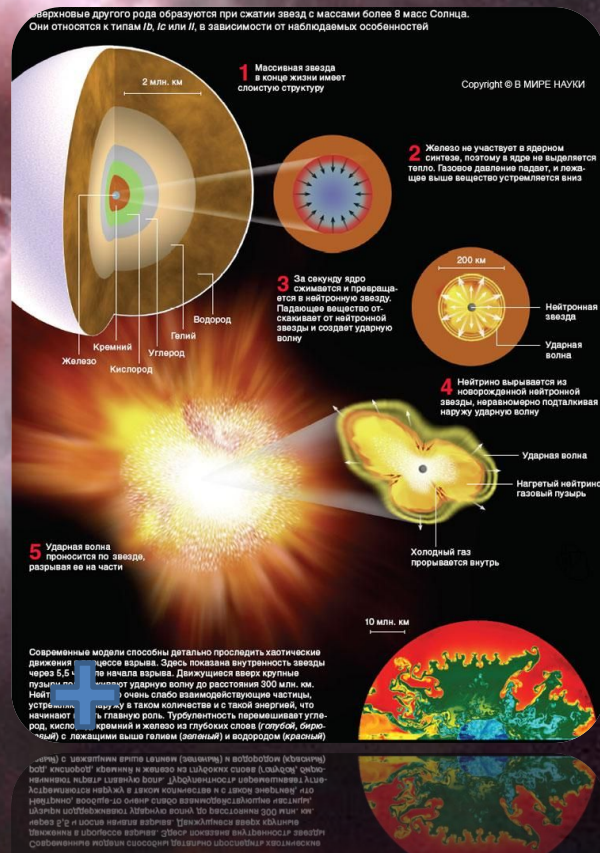 верхновые другого рода образуются при сжатии звезд с массами более 8 масс Солнца.
Они относятся к типам Ib, Ic или II, в зависимости от наблюдаемых особенностей
2 млн. км
1 Массивная звезда
в конце жизни имеет
слоистую структуру
Copyright © В МИРЕ НАУКИ
2 Железо не участвует в ядерном
синтезе, поэтому в ядре не выделяется
тепло. Газовое давление падает, и лежа-
щее выше вещество устремляется вниз
Водород
Гелий
Углерод
Кислород
Кремний
Железо
3 За секунду ядро
сжимается и превраща-
ется в нейтронную звезду.
Падающее вещество от-
скакивает от нейтронной
звезды и создает ударную
волну
200 км
Нейтронная
звезда
Ударная
волна
4 Нейтрино вырывается из
новорожденной нейтронной
звезды, неравномерно подталкивая
наружу ударную волну
Ударная волна
Нагретый нейтрино
газовый пузырь
Холодный газ
прорывается внутрь
5 Ударная волна
проносится по звезде,
разрывая ее на части
10 млн. км
Современные модели способны детально проследить хаотические
движения в процессе взрыва. Здесь показана внутренность звезды
через 5,5 ч после начала взрыва. Движущиеся вверх крупные
пузыри поддерживают ударную волну до расстояния 300 млн. км.
Нейтрино, вообще-то очень слабо взаимодействующие частицы,
устремляются наружу в таком количестве и с такой энергией, что
начинают играть главную роль. Турбулентность перемешивает угле-
род, кислород, кремний и железо из глубоких слоев (голубой, бирю-
зовый) с лежащими выше гелием (зеленый) и водородом (красный)